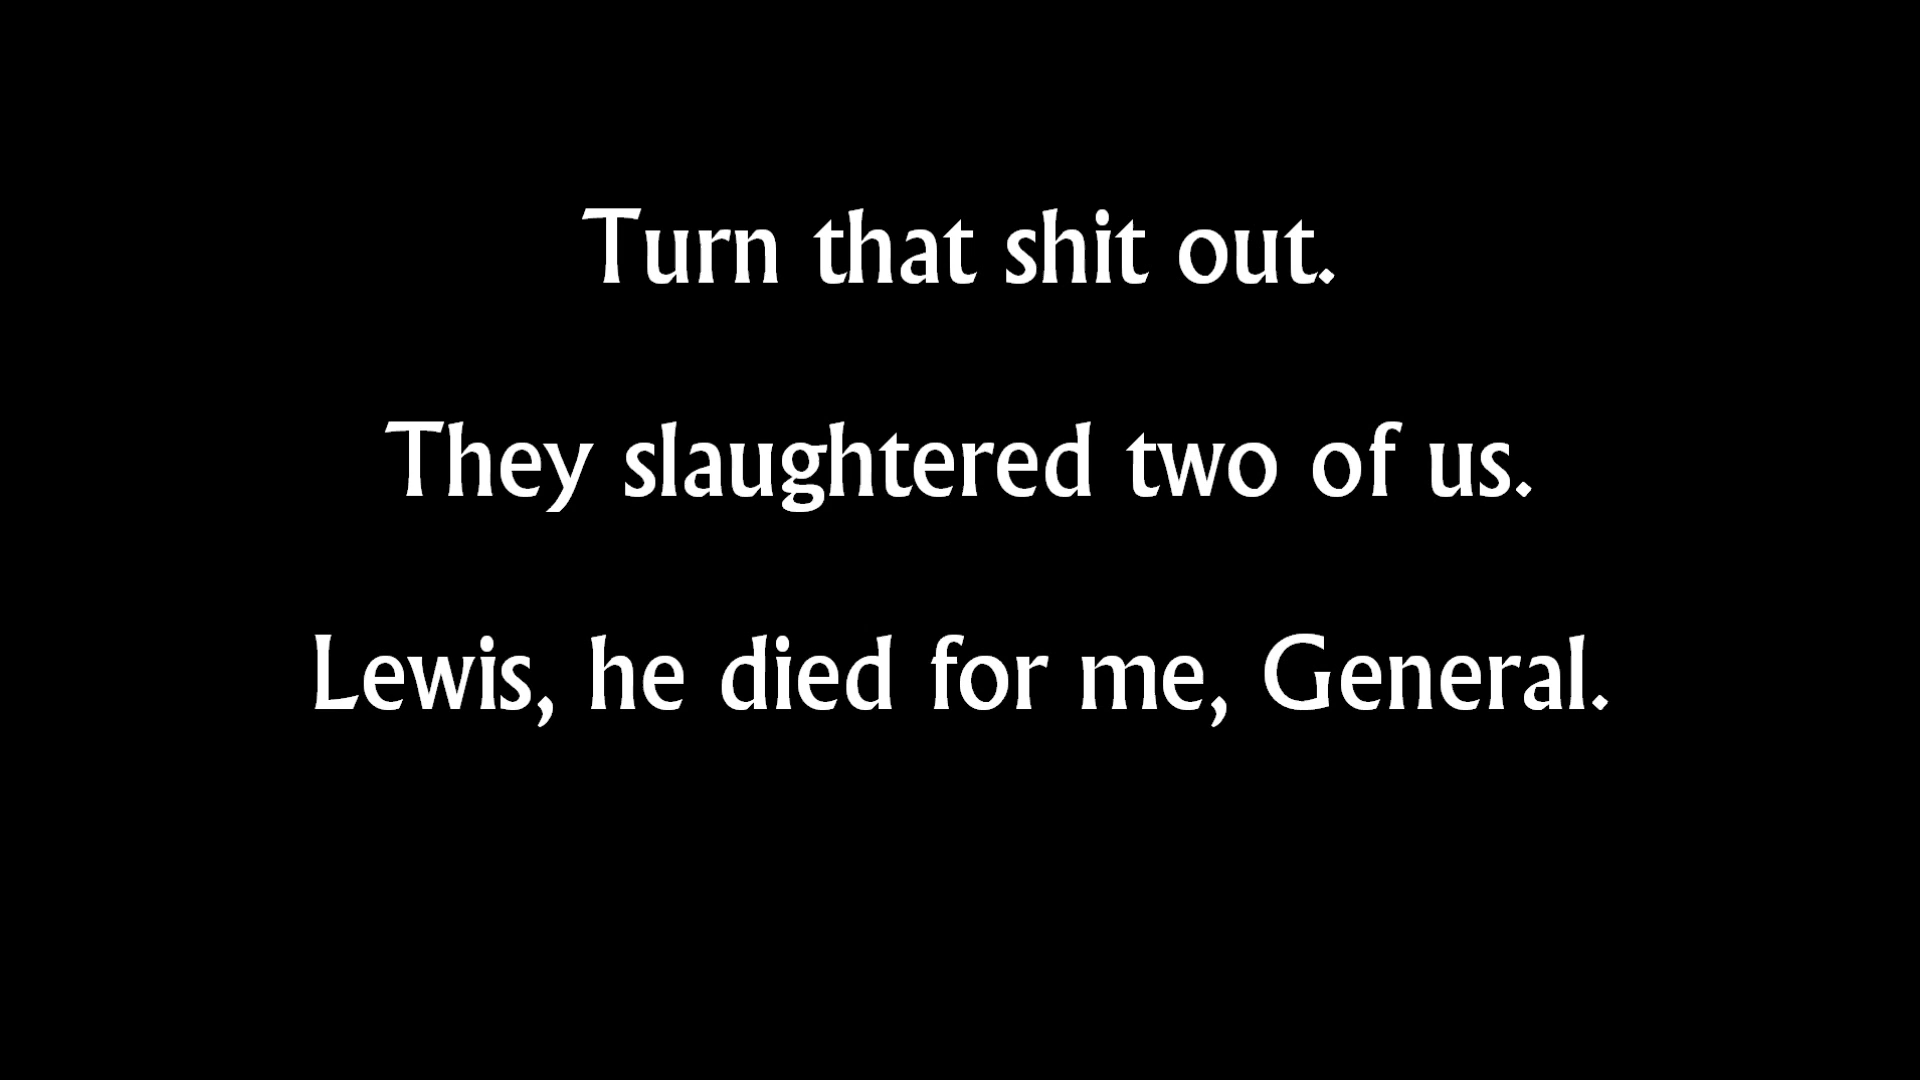 Turn that shit out.
They slaughtered two of us.
Lewis, he died for me, General.